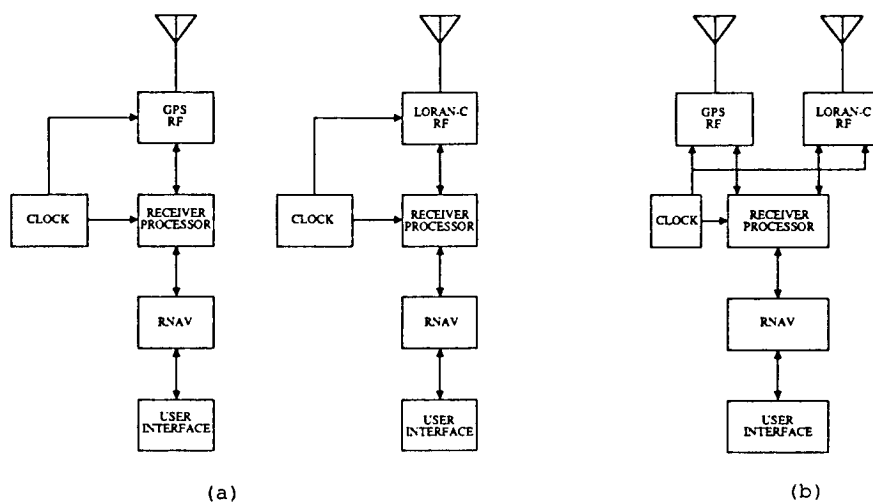 GPS
RF
CLOCK
RECEIVER
PROCESSOR
RNAV
USER
INTERFACE
LORAN-C
RF
CLOCK
RECEIVER
PROCESSOR
RNAV
USER
INTERFACE
(a)
GPS
RF
LORAN-C
RF
CLOCK
RECEIVER
PROCESSOR
RNAV
USER
INTERFACE
(b)